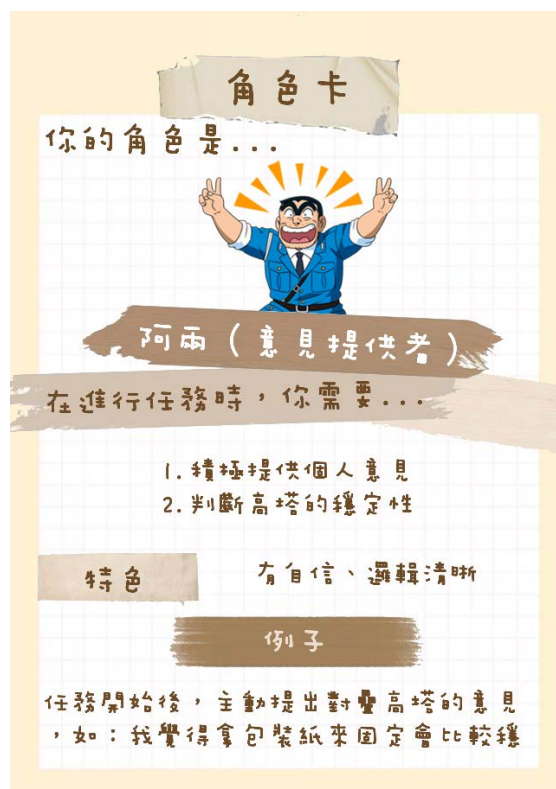 角色卡
你的角色是...
阿兩（意見提供者）
在進行任務時，你需要...
1.積極提供個人意見
2.判斷高塔的穩定性
特色
有自信、邏輯清晰
例子
任務開始後，主動提出對疊高塔的意見
，如：我覺得拿包裝紙來固定會比較穩